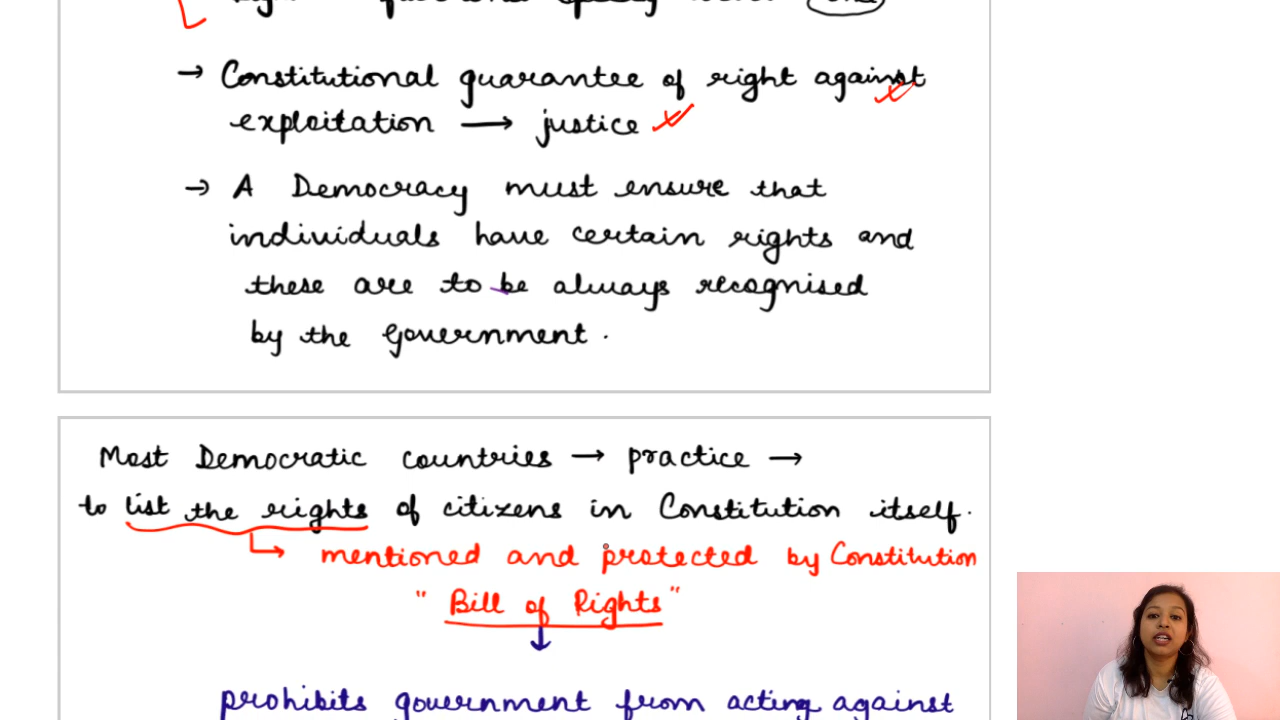 → Constitutional guarantee of right against
exploitation → justice
→ A Democracy must ensure that
individuals have certain rights and
these are to be always recognised
by the Government.
Most Democratic countries → practice →
to list the rights of citizens in Constitution itself.
mentioned and protected by Constitution
"Bill of Rights"
prohibits government from acting against